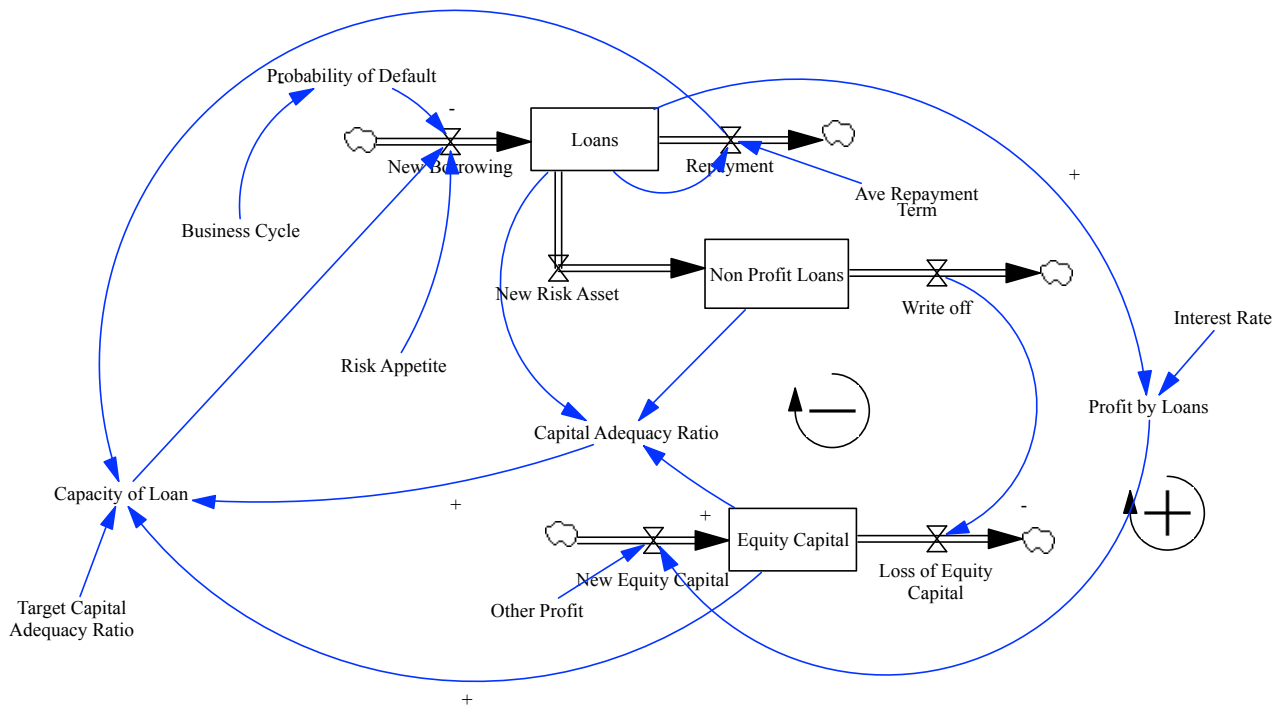 Probability of Default
-
Loans
New Borrowing
Repayment
+
Ave Repayment
Term
Business Cycle
Non Profit Loans
New Risk Asset
Write off
Interest Rate
Risk Appetite
Profit by Loans
Capital Adequacy Ratio
Capacity of Loan
+
+
-
Equity Capital
New Equity Capital
Loss of Equity
Capital
Other Profit
Target Capital
Adequacy Ratio
+